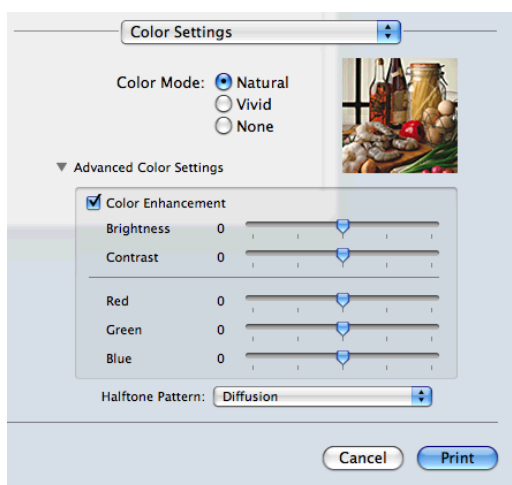 Color Settings
Color Mode: Natural
Vivid
None
Advanced Color Settings
Color Enhancement
Brightness 0
Contrast 0
Red 0
Green 0
Blue 0
Halftone Pattern: Diffusion
Cancel Print